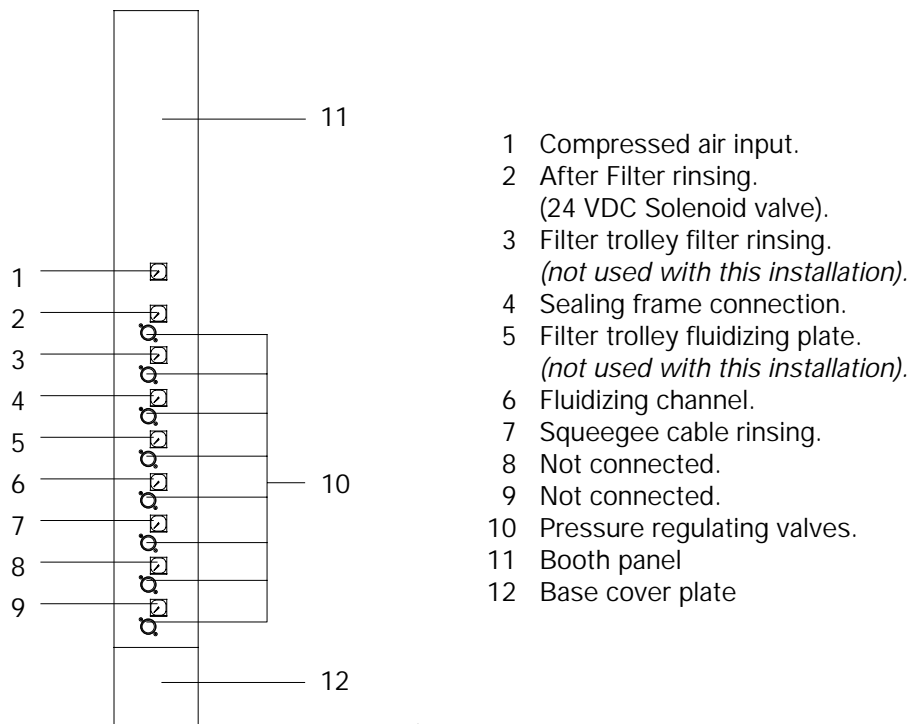 11
1
2
3
4
5
6
7
8
9
10
12
1 Compressed air input.
2 After Filter rinsing.
(24 VDC Solenoid valve).
3 Filter trolley filter rinsing.
(not used with this installation).
4 Sealing frame connection.
5 Filter trolley fluidizing plate.
(not used with this installation).
6 Fluidizing channel.
7 Squeegee cable rinsing.
8 Not connected.
9 Not connected.
10 Pressure regulating valves.
11 Booth panel
12 Base cover plate